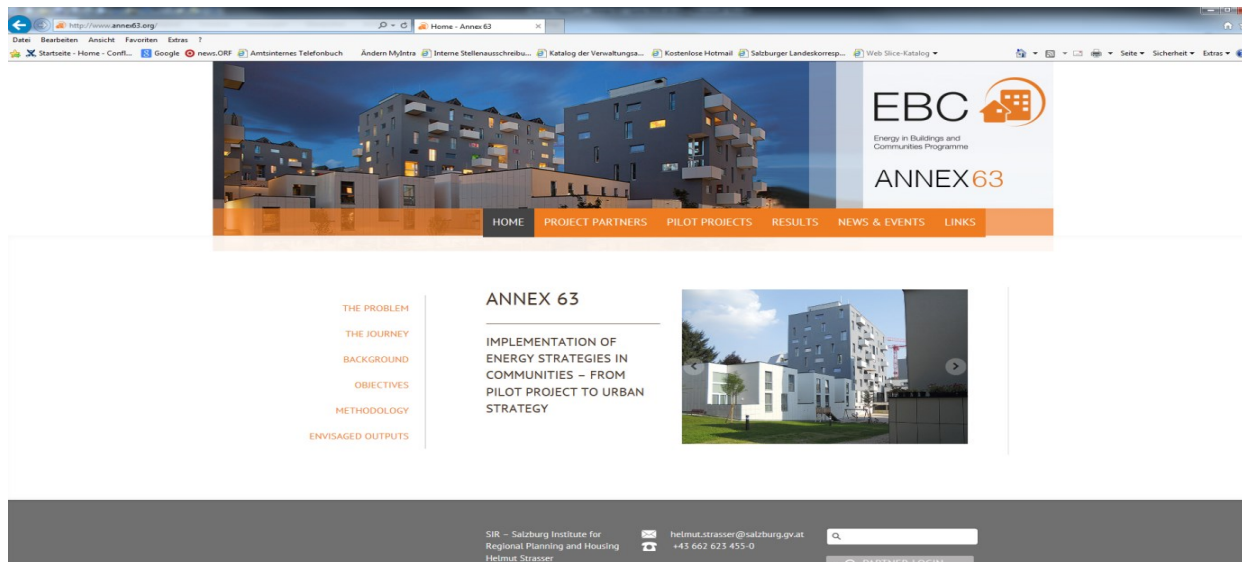 http://www.annex63.org/
Home - Annex 63
Datei Bearbeiten Ansicht Favoriten Extras ?
Startseite - Home - Confl... Google news.ORF Amtsinternes Telefonbuch Ändern MyIntra Interne Stellenausschreibu... Katalog der Verwaltungsa... Kostenlose Hotmail Salzburger Landeskorresp... Web Slice-Katalog Seite Sicherheit Extras
EBC
Energy in Buildings and
Communities Programme
ANNEX 63
HOME PROJECT PARTNERS PILOT PROJECTS RESULTS NEWS & EVENTS LINKS
THE PROBLEM
THE JOURNEY
BACKGROUND
OBJECTIVES
METHODOLOGY
ENVISAGED OUTPUTS
ANNEX 63
IMPLEMENTATION OF
ENERGY STRATEGIES IN
COMMUNITIES – FROM
PILOT PROJECT TO URBAN
STRATEGY
SIR – Salzburg Institute for
Regional Planning and Housing
Helmut Strasser
helmut.strasser@salzburg.gv.at
+43 662 623 455-0
PARTNER LOGIN